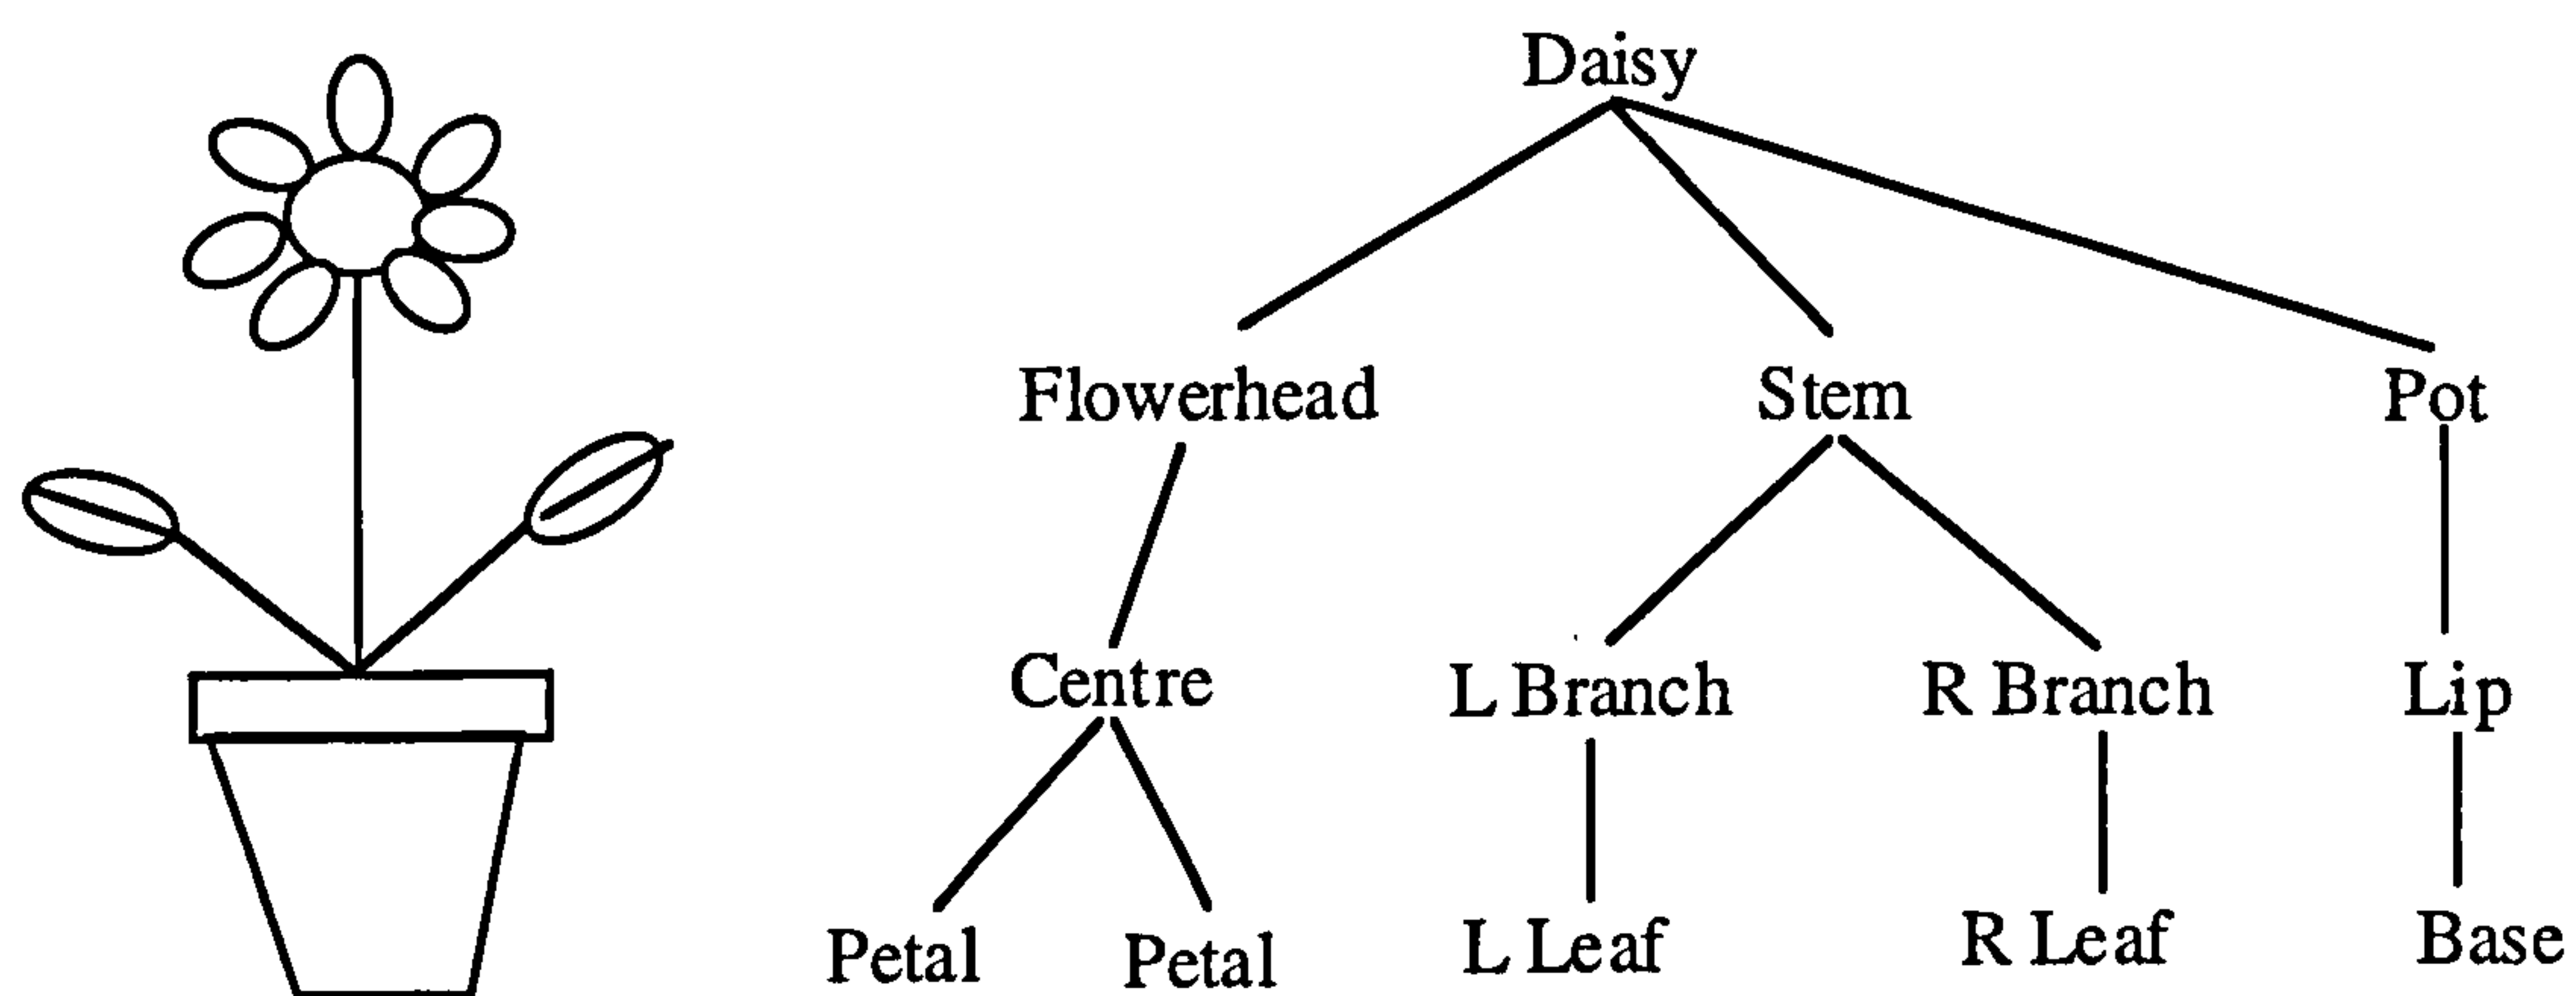 Daisy
Flowerhead Stem Pot
Centre L Branch R Branch Lip
Petal Petal L Leaf R Leaf Base